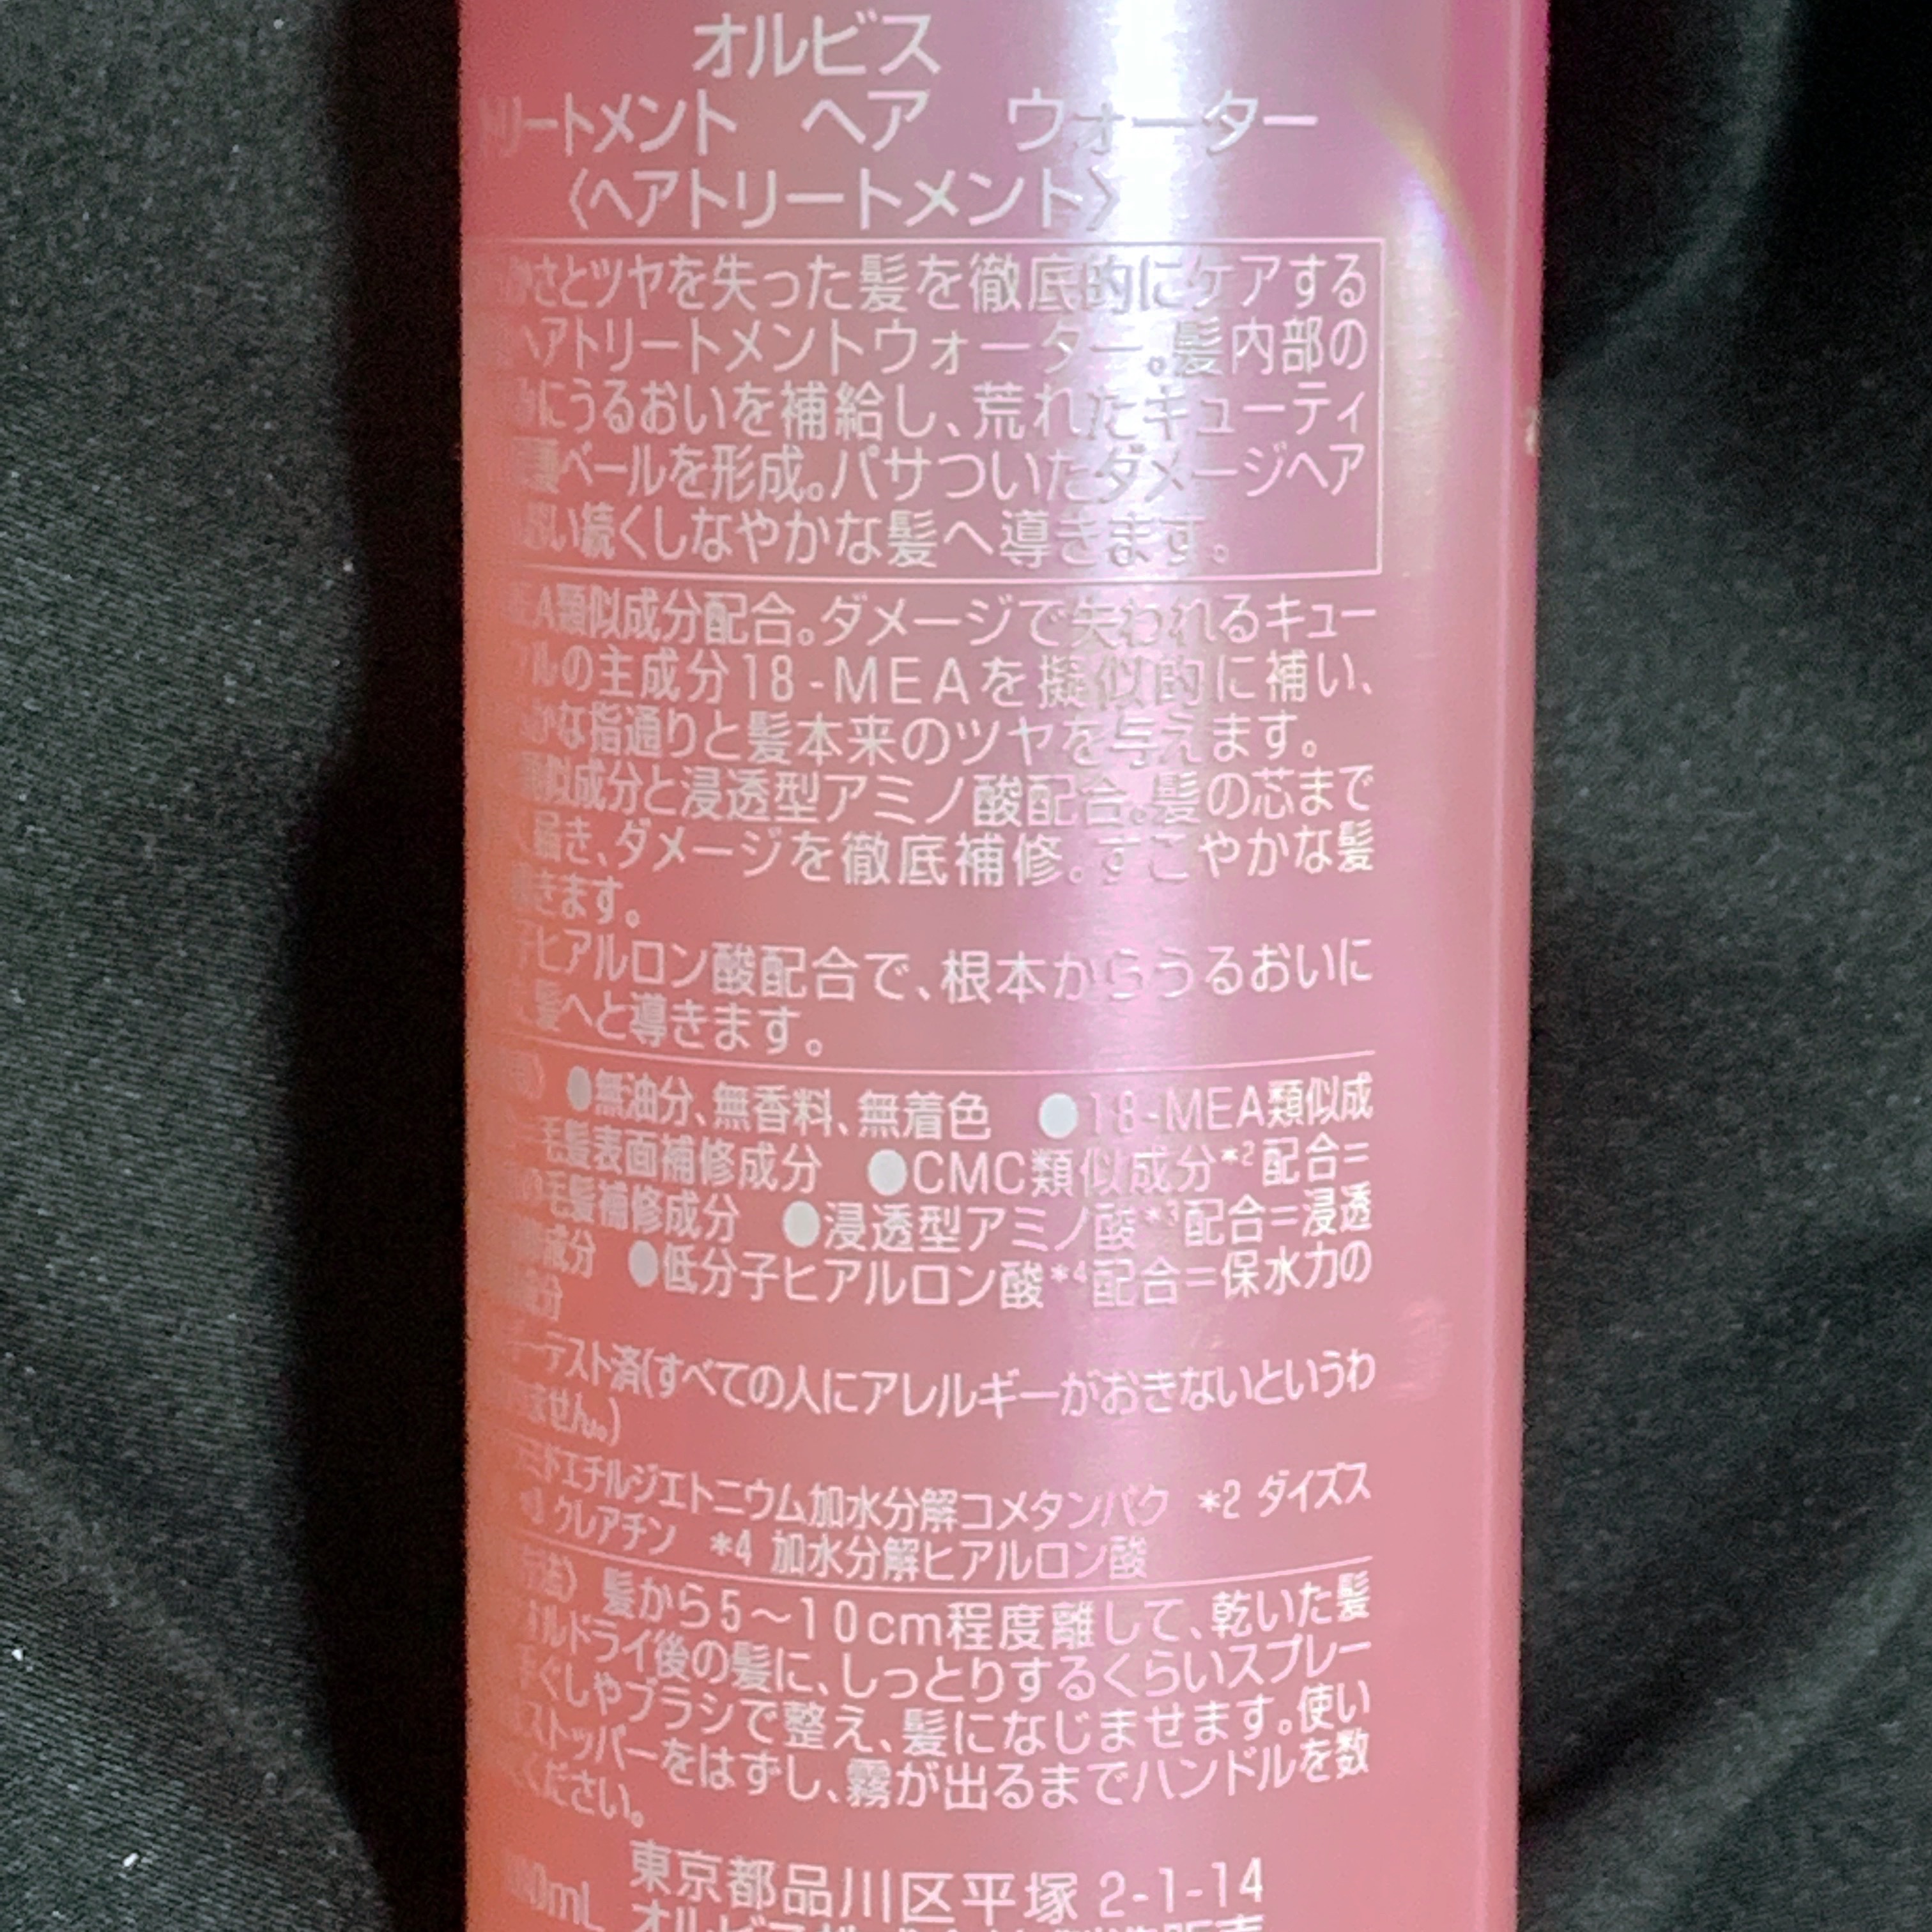 オルビス
トリートメント ヘア ウォーター
〈ヘアトリートメント〉
さとツヤを失った髪を徹底的にケアする
ヘアトリートメントウォーター。髪内部の
にうるおいを補給し、荒れたキューティ
ベールを形成。パサついたダメージヘア
い続くしなやかな髪へ導きます。
EA類似成分配合。ダメージで失われるキュー
ルの主成分18-MEAを擬似的に補い、
かな指通りと髪本来のツヤを与えます。
類似成分と浸透型アミノ酸配合。髪の芯まで
届き、ダメージを徹底補修。すこやかな髪
きます。
子ヒアルロン酸配合で、根本からうるおいに
髪へと導きます。
●無油分、無香料、無着色 ●18-MEA類似成
毛髪表面補修成分 ●CMC類似成分*2配合=
の毛髪補修成分 ●浸透型アミノ酸*3配合=浸透
成分 ●低分子ヒアルロン酸*4配合=保水力の
成分
ーテスト済(すべての人にアレルギーがおきないというわ
ません。)
ミドエチルジエトニウム加水分解コメタンパク *2 ダイズス
*3 クレアチン *4 加水分解ヒアルロン酸
方法〉 髪から5〜10cm程度離して、乾いた髪
オルドライ後の髪に、しっとりするくらいスプレー
手ぐしやブラシで整え、髪になじませます。使い
ストッパーをはずし、霧が出るまでハンドルを数
ください。
東京都品川区平塚 2-1-14
mL